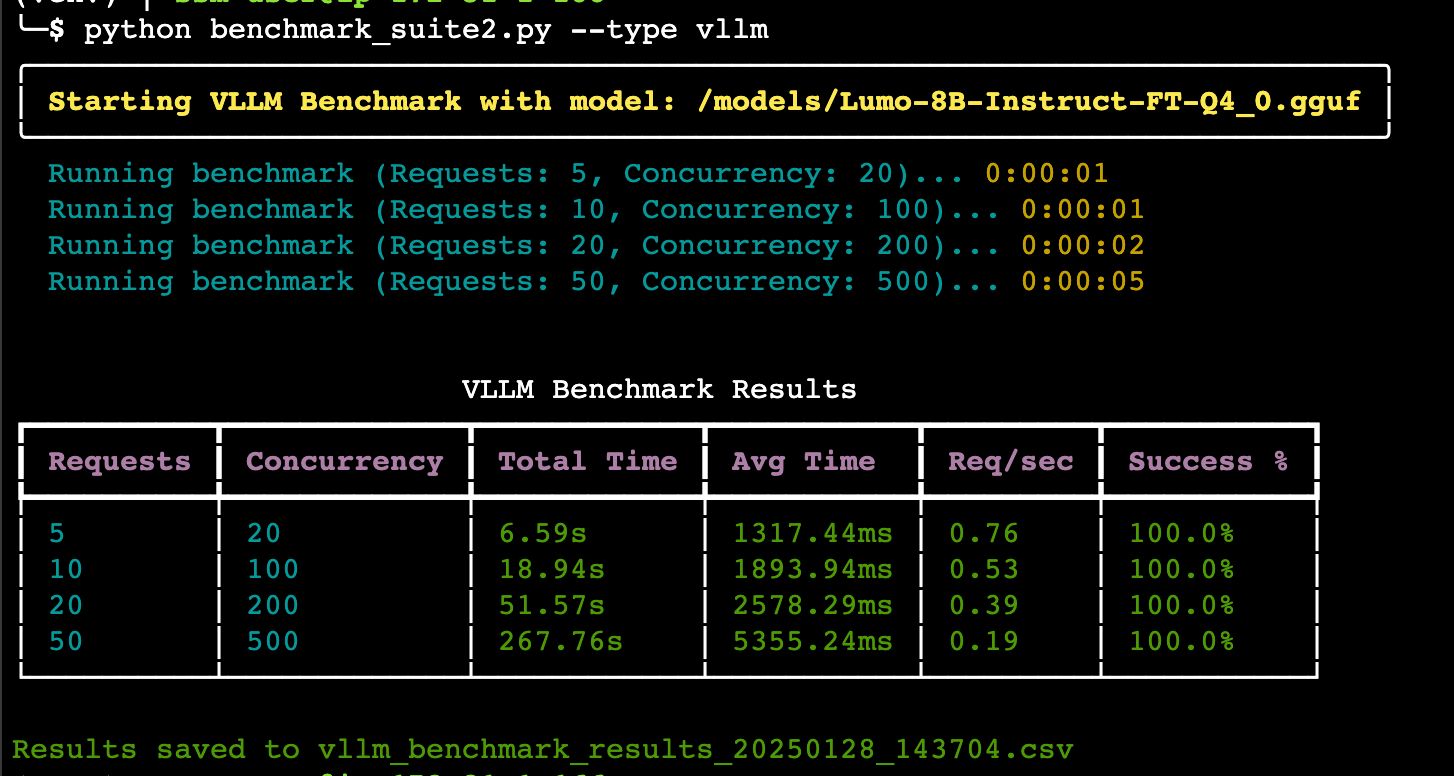 └─$ python benchmark_suite2.py --type vllm
Starting VLLM Benchmark with model: /models/Lumo-8B-Instruct-FT-Q4_0.gguf
Running benchmark (Requests: 5, Concurrency: 20)... 0:00:01
Running benchmark (Requests: 10, Concurrency: 100)... 0:00:01
Running benchmark (Requests: 20, Concurrency: 200)... 0:00:02
Running benchmark (Requests: 50, Concurrency: 500)... 0:00:05
VLLM Benchmark Results
Requests Concurrency Total Time Avg Time Req/sec Success %
5 20 6.59s 1317.44ms 0.76 100.0%
10 100 18.94s 1893.94ms 0.53 100.0%
20 200 51.57s 2578.29ms 0.39 100.0%
50 500 267.76s 5355.24ms 0.19 100.0%
Results saved to vllm_benchmark_results_20250128_143704.csv